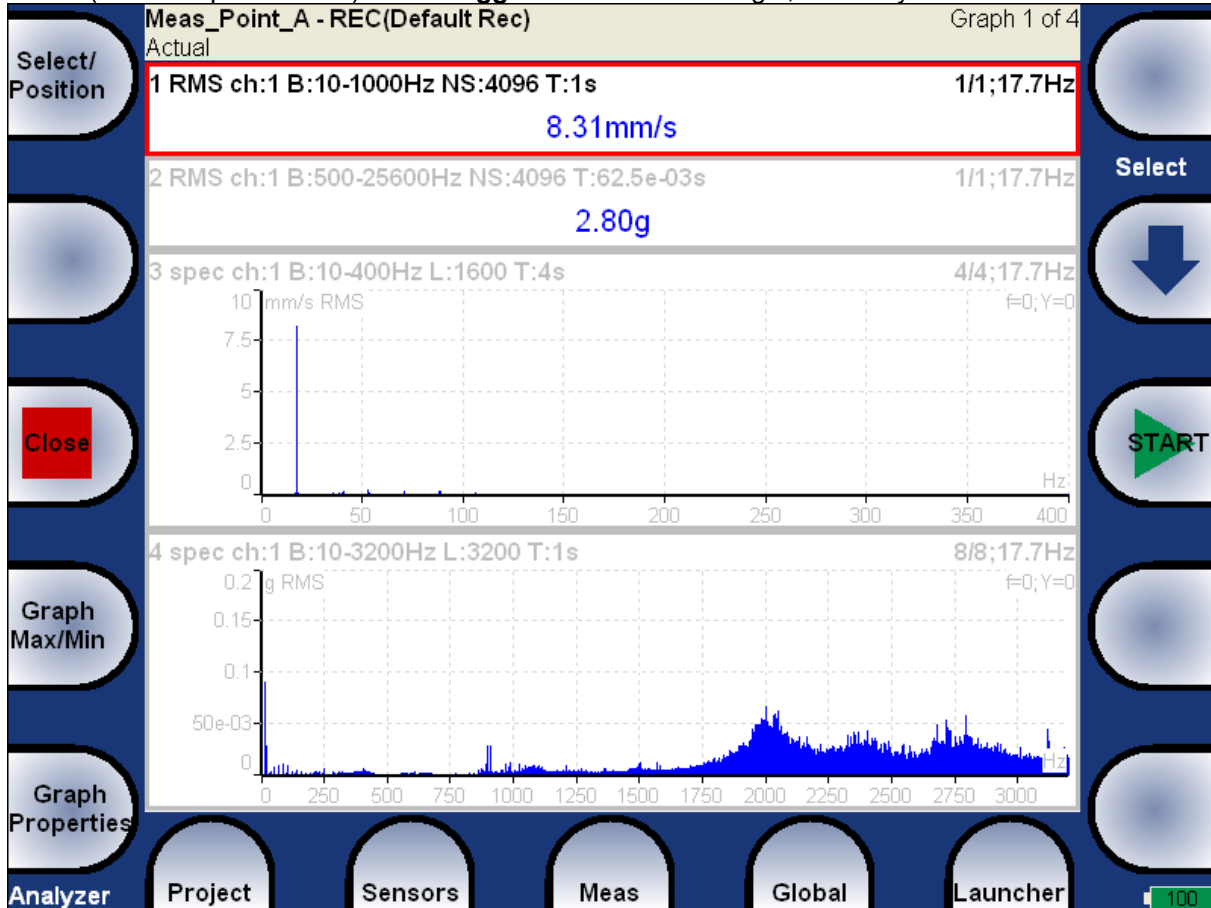 Meas_Point_A - REC(Default Rec) Graph 1 of 4
Actual
Select/
Position
1 RMS ch:1 B:10-1000Hz NS:4096 T:1s 1/1;17.7Hz
8.31mm/s
Select
2 RMS ch:1 B:500-25600Hz NS:4096 T:62.5e-03s 1/1;17.7Hz
2.80g
3 spec ch:1 B:10-400Hz L:1600 T:4s 4/4;17.7Hz
10 mm/s RMS f=0;Y=0
7.5
5
2.5
0 Hz
0 50 100 150 200 250 300 350 400
Close
START
4 spec ch:1 B:10-3200Hz L:3200 T:1s 8/8;17.7Hz
0.2 g RMS f=0;Y=0
0.15
0.1
50e-03
0 Hz
0 250 500 750 1000 1250 1500 1750 2000 2250 2500 2750 3000
Graph
Max/Min
Graph
Properties
Analyzer Project Sensors Meas Global Launcher 100